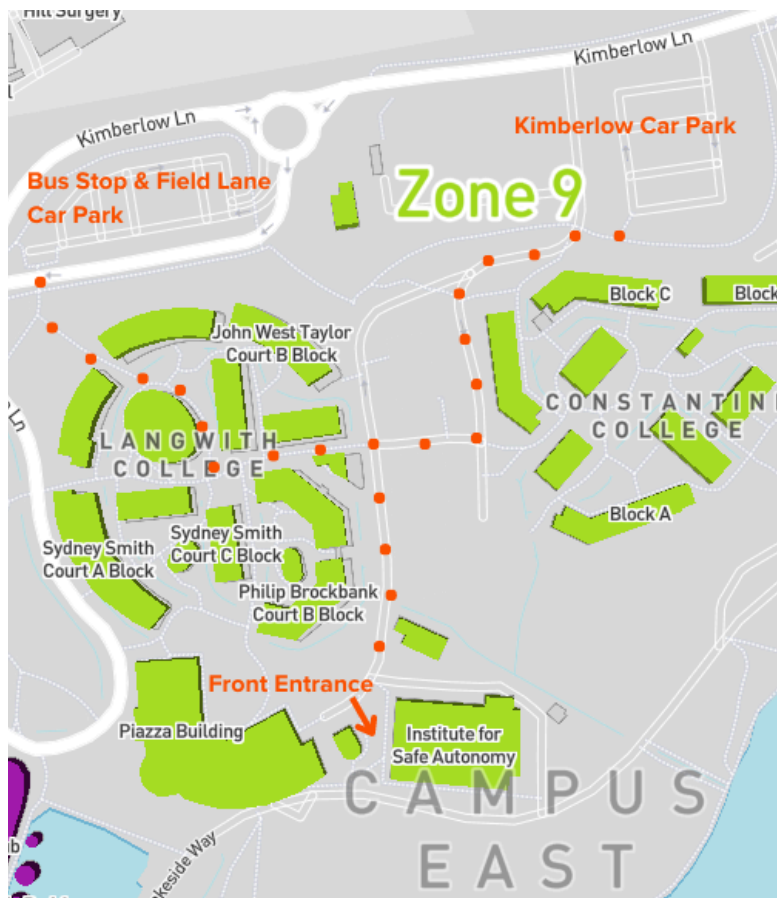 Hill Surgery
Kimberlow Ln
Kimberlow Ln
Kimberlow Car Park
Bus Stop & Field Lane
Car Park
Zone 9
Block C
Block
John West Taylor
Court B Block
CONSTANTIN
COLLEGE
Ln
LANGWITH
COLLEGE
Block A
Sydney Smith
Court C Block
Sydney Smith
Court A Block
Philip Brockbank
Court B Block
Front Entrance
Piazza Building
Institute for
Safe Autonomy
CAMPUS
EAST
keside Way